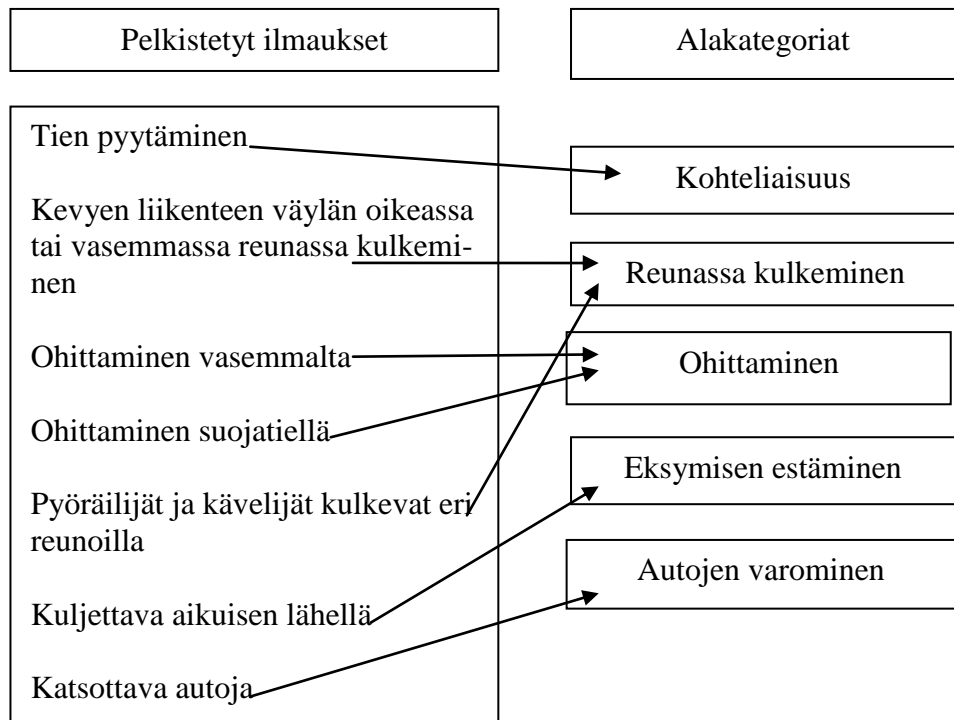 Pelkistetyt ilmaukset
Alakategoriat
Tien pyytäminen
Kevyen liikenteen väylän oikeassa
tai vasemmassa reunassa kulkemi-
nen
Ohittaminen vasemmalta
Ohittaminen suojatiellä
Pyöräilijät ja kävelijät kulkevat eri
reunoilla
Kuljettava aikuisen lähellä
Katsottava autoja
Kohteliaisuus
Reunassa kulkeminen
Ohittaminen
Eksymisen estäminen
Autojen varominen